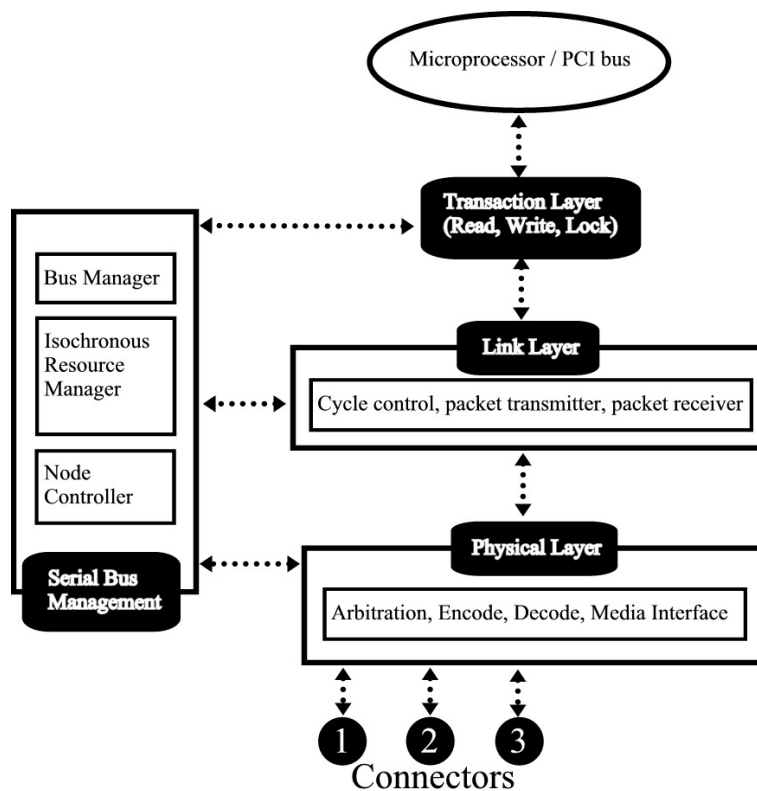 Microprocessor / PCI bus
Transaction Layer
(Read, Write, Lock)
Bus Manager
Isochronous
Resource
Manager
Node
Controller
Serial Bus
Management
Link Layer
Cycle control, packet transmitter, packet receiver
Physical Layer
Arbitration, Encode, Decode, Media Interface
1 2 3
Connectors